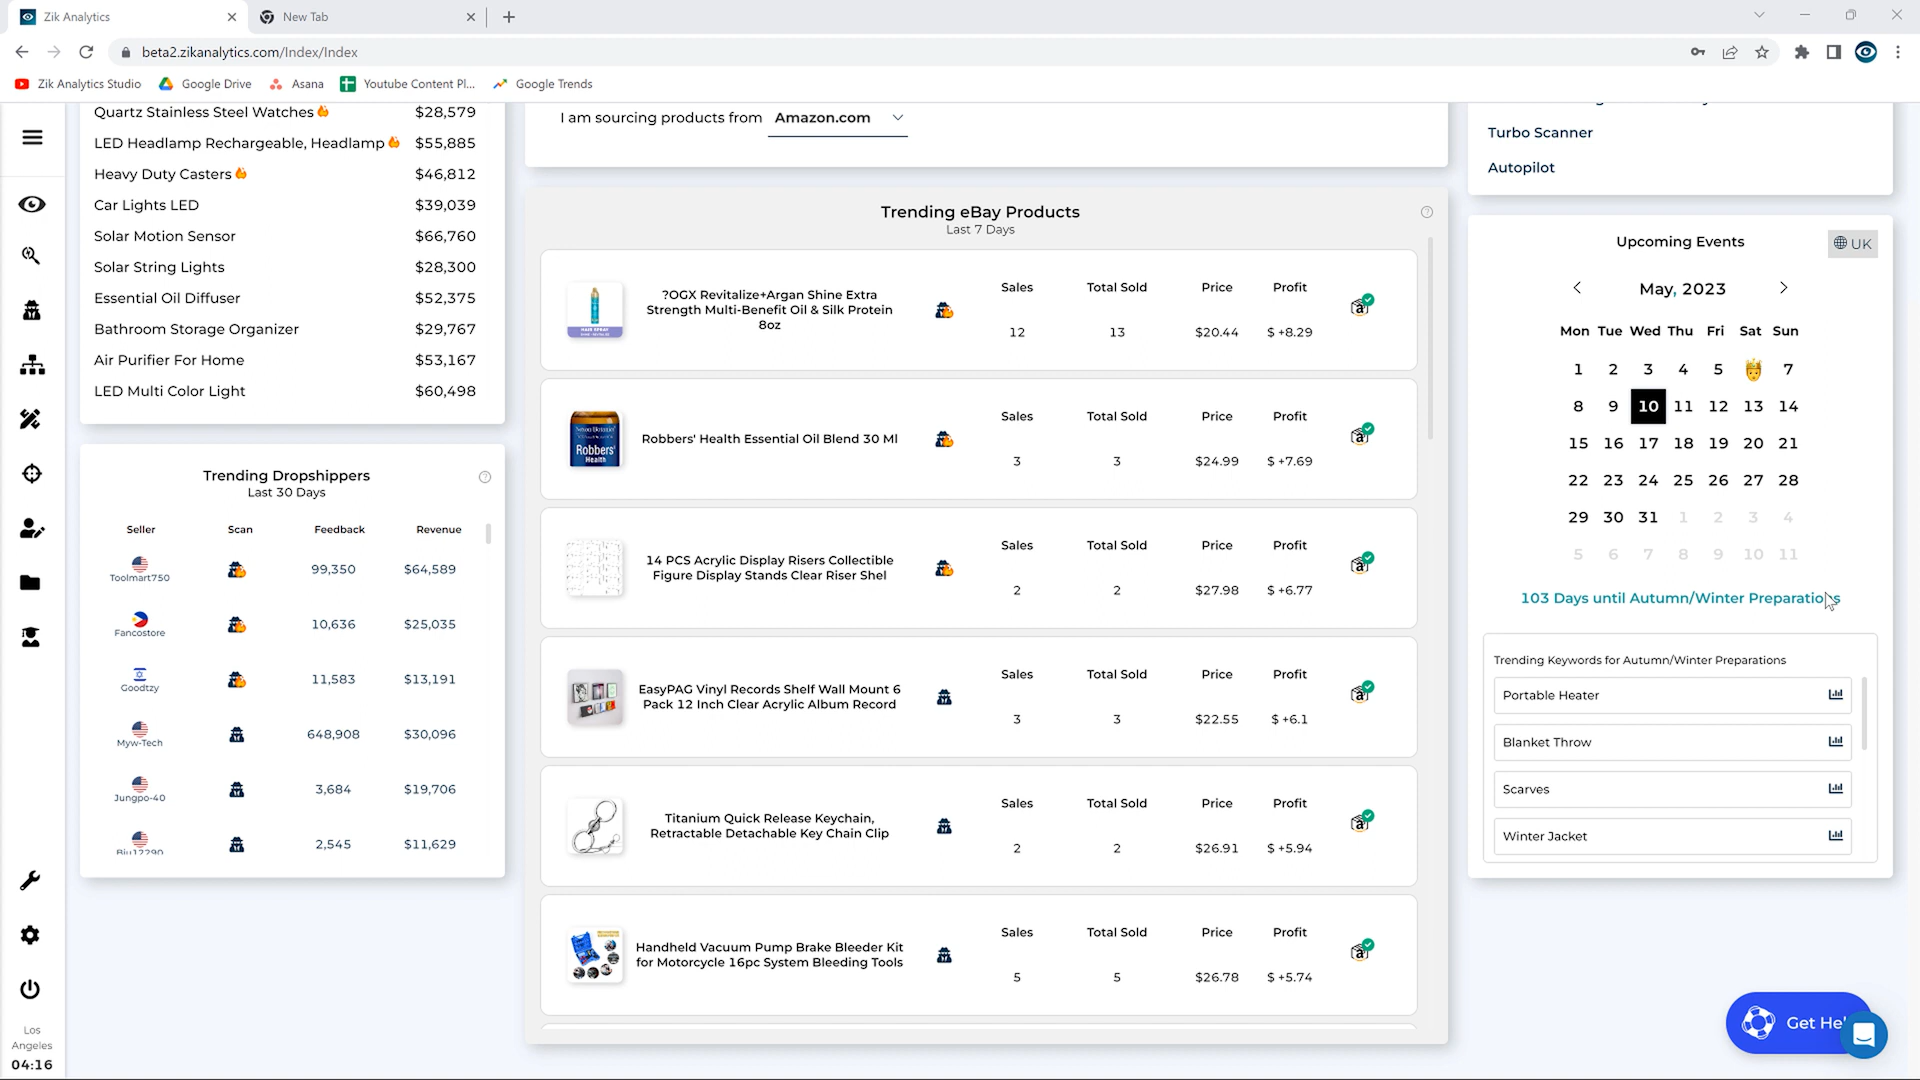 Zik Analytics
New Tab
beta2.zikanalytics.com/Index/Index
Zik Analytics Studio
Google Drive
Asana
Youtube Content Pl...
Google Trends
Quartz Stainless Steel Watches $28,579
LED Headlamp Rechargeable, Headlamp $55,885
Heavy Duty Casters $46,812
Car Lights LED $39,039
Solar Motion Sensor $66,760
Solar String Lights $28,300
Essential Oil Diffuser $52,375
Bathroom Storage Organizer $29,767
Air Purifier For Home $53,167
LED Multi Color Light $60,498
Trending Dropshippers
Last 30 Days
Seller Scan Feedback Revenue
Toolmart750 99,350 $64,589
Fancostore 10,636 $25,035
Goodtzy 11,583 $13,191
Myw-Tech 648,908 $30,096
Jungpo-40 3,684 $19,706
Biu12290 2,545 $11,629
Los
Angeles
04:16
I am sourcing products from Amazon.com
Trending eBay Products
Last 7 Days
?OGX Revitalize+Argan Shine Extra
Strength Multi-Benefit Oil & Silk Protein
8oz
Sales Total Sold Price Profit
12 13 $20.44 $ +8.29
Robbers' Health Essential Oil Blend 30 Ml
Sales Total Sold Price Profit
3 3 $24.99 $ +7.69
Robbers'
Health
14 PCS Acrylic Display Risers Collectible
Figure Display Stands Clear Riser Shel
Sales Total Sold Price Profit
2 2 $27.98 $ +6.77
EasyPAG Vinyl Records Shelf Wall Mount 6
Pack 12 Inch Clear Acrylic Album Record
Sales Total Sold Price Profit
3 3 $22.55 $ +6.1
Titanium Quick Release Keychain,
Retractable Detachable Key Chain Clip
Sales Total Sold Price Profit
2 2 $26.91 $ +5.94
Handheld Vacuum Pump Brake Bleeder Kit
for Motorcycle 16pc System Bleeding Tools
Sales Total Sold Price Profit
5 5 $26.78 $ +5.74
Turbo Scanner
Autopilot
Upcoming Events
UK
May, 2023
Mon Tue Wed Thu Fri Sat Sun
1 2 3 4 5 7
8 9 10 11 12 13 14
15 16 17 18 19 20 21
22 23 24 25 26 27 28
29 30 31 1 2 3 4
5 6 7 8 9 10 11
103 Days until Autumn/Winter Preparations
Trending Keywords for Autumn/Winter Preparations
Portable Heater
Blanket Throw
Scarves
Winter Jacket
Get Hel